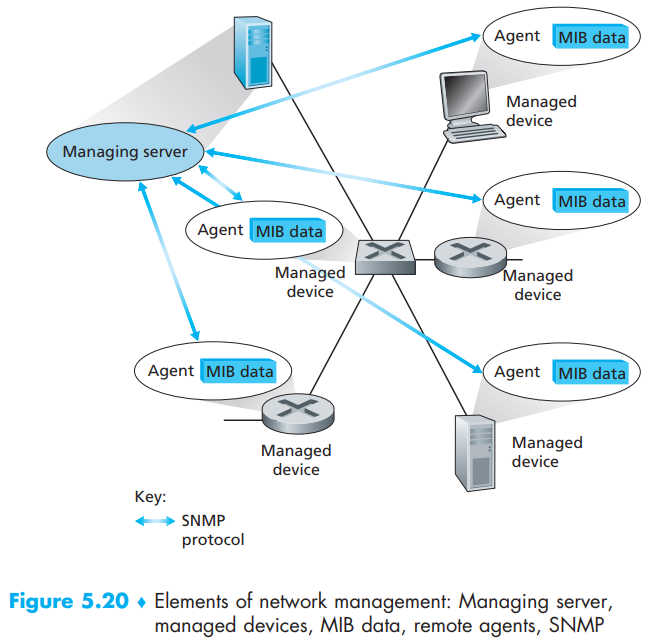 Agent MIB data
Managed
device
Managing server
Agent MIB data
Agent MIB data
Managed
device
Managed
device
Agent MIB data
Agent MIB data
Managed
device
Managed
device
Key:
SNMP
protocol
Figure 5.20 ♦ Elements of network management: Managing server,
managed devices, MIB data, remote agents, SNMP